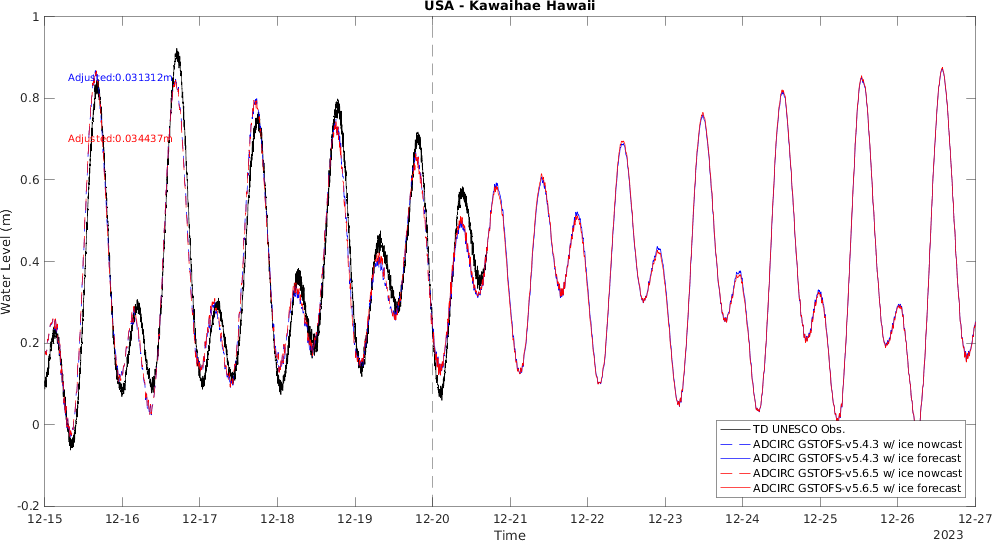 USA - Kawaihae Hawaii
1
0.8
0.6
0.4
0.2
0
-0.2
Water Level (m)
Adjusted:0.031312m
Adjusted:0.034437m
TD UNESCO Obs.
ADCIRC GSTOFS-v5.4.3 w/ ice nowcast
ADCIRC GSTOFS-v5.4.3 w/ ice forecast
ADCIRC GSTOFS-v5.6.5 w/ ice nowcast
ADCIRC GSTOFS-v5.6.5 w/ ice forecast
12-15 12-16 12-17 12-18 12-19 12-20 12-21 12-22 12-23 12-24 12-25 12-26 12-27
Time
2023